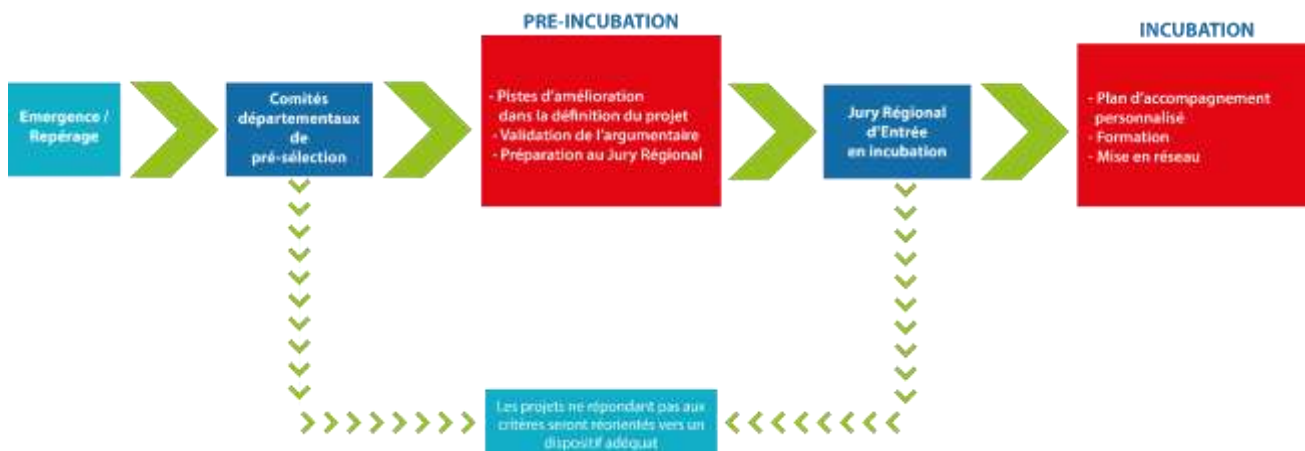 PRE-INCUBATION
INCUBATION
Emergence /
Repérage
Comités
départementaux
de
pré-sélection
- Pistes d'amélioration
dans la définition du projet
- Validation de l'argumentaire
- Préparation au Jury Régional
Jury Régional
d'Entrée
en incubation
- Plan d'accompagnement
personnalisé
- Formation
- Mise en réseau
Les projets ne répondant pas aux
critères seront réorientés vers un
dispositif adéquat